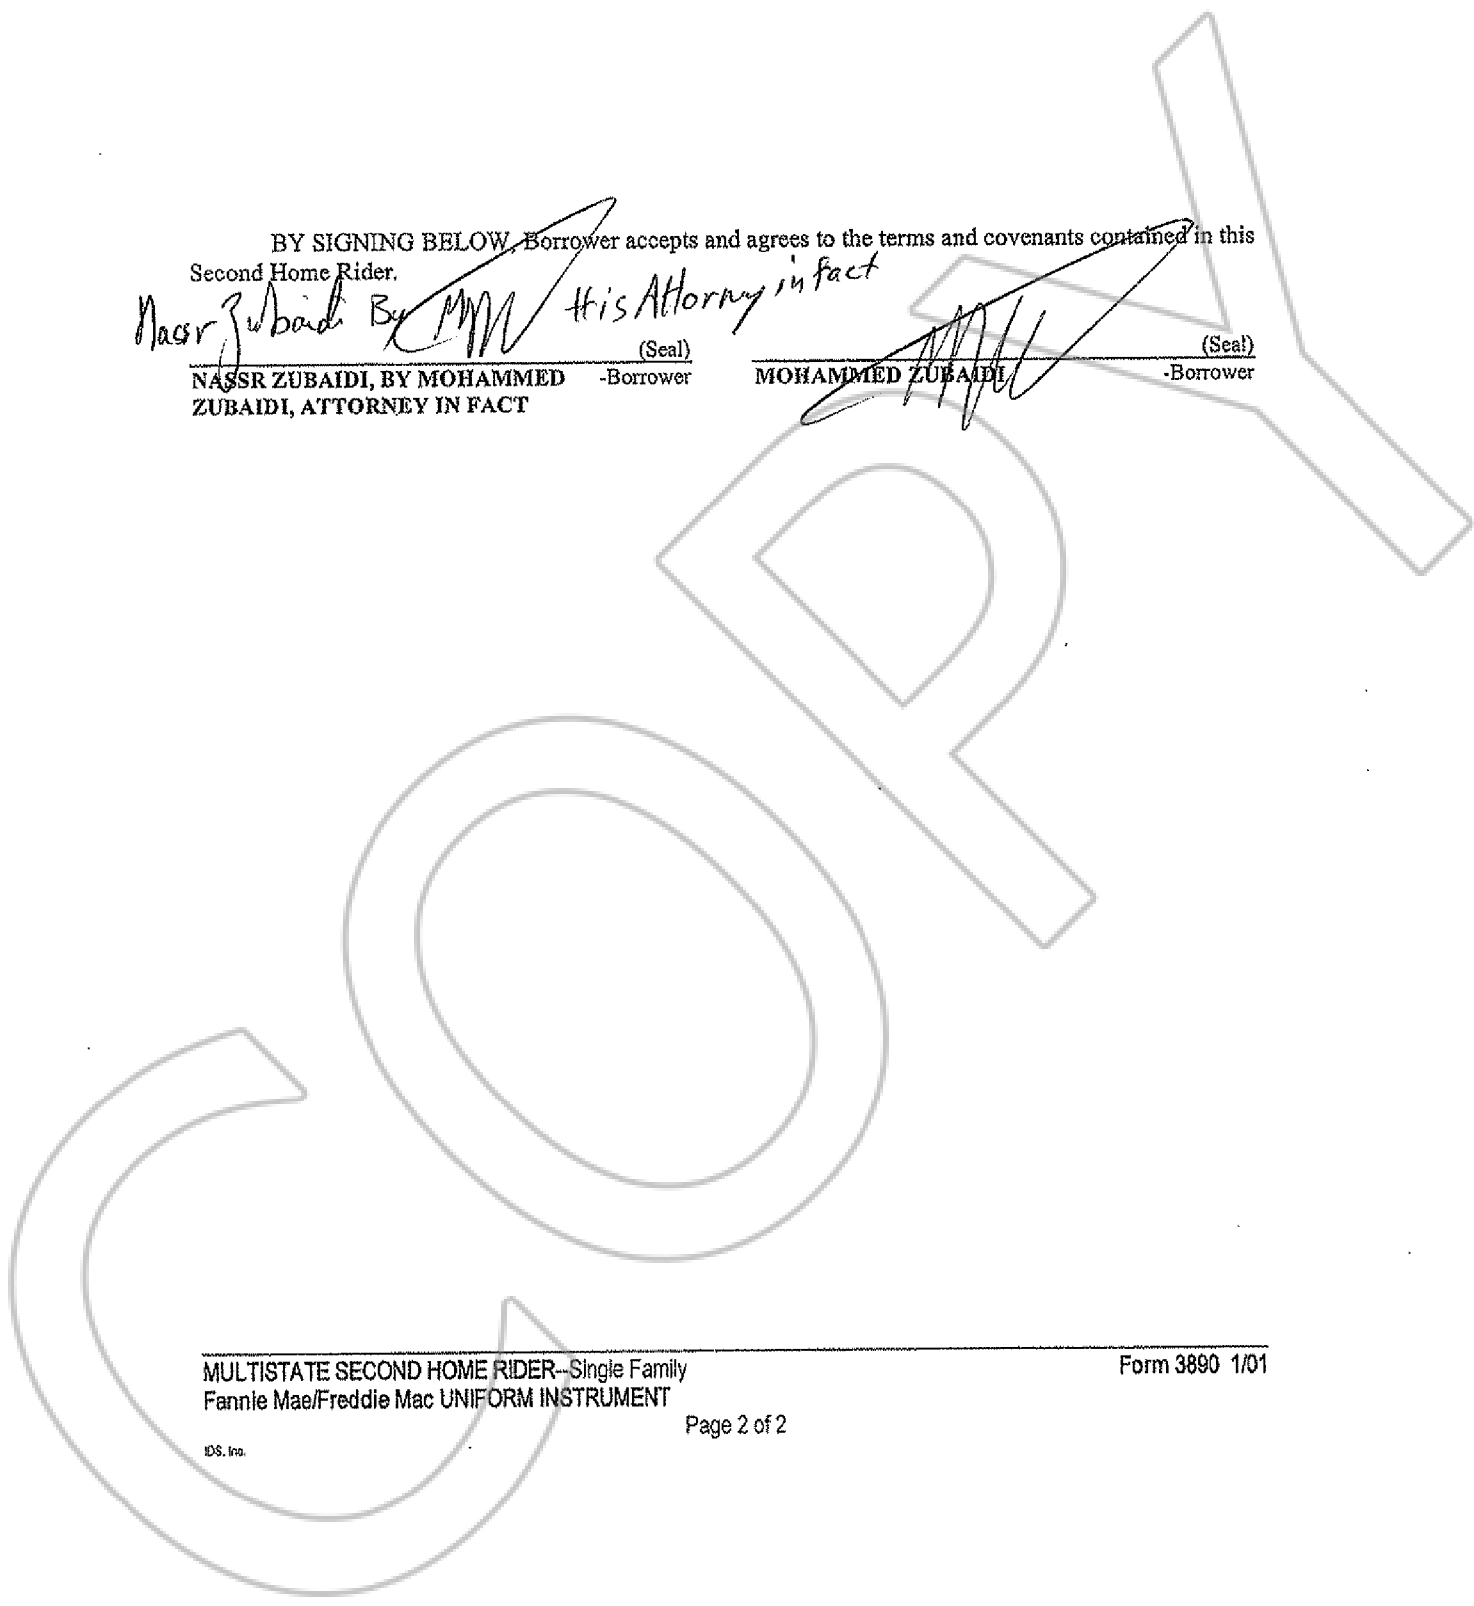 BY SIGNING BELOW, Borrower accepts and agrees to the terms and covenants contained in this
Second Home Rider.
Nassr Zubaidi By His Attorney in fact
(Seal) (Seal)
NASSR ZUBAIDI, BY MOHAMMED -Borrower MOHAMMED ZUBAIDI -Borrower
ZUBAIDI, ATTORNEY IN FACT
COPY
MULTISTATE SECOND HOME RIDER--Single Family Form 3890 1/01
Fannie Mae/Freddie Mac UNIFORM INSTRUMENT
Page 2 of 2
IDS, Inc.